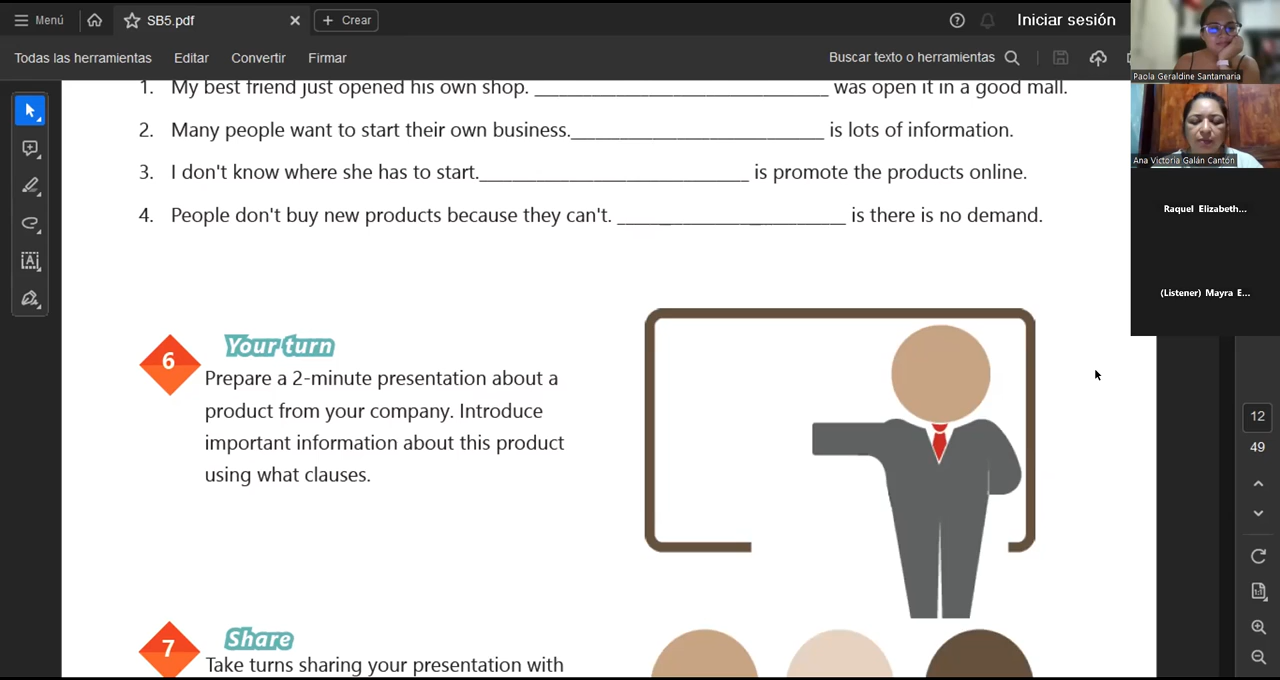 Menú
SB5.pdf
Crear
Iniciar sesión
Todas las herramientas
Editar
Convertir
Firmar
Buscar texto o herramientas
1. My best friend just opened his own shop. ______________________________ was open it in a good mall.
2. Many people want to start their own business.__________________________ is lots of information.
3. I don't know where she has to start.____________________________ is promote the products online.
4. People don't buy new products because they can't. ________________________ is there is no demand.
6
Your turn
Prepare a 2-minute presentation about a
product from your company. Introduce
important information about this product
using what clauses.
7
Share
Take turns sharing your presentation with
Paola Geraldine Santamaria
Ana Victoria Galán Cantón
Raquel Elizabeth...
(Listener) Mayra E...
12
49
1:1